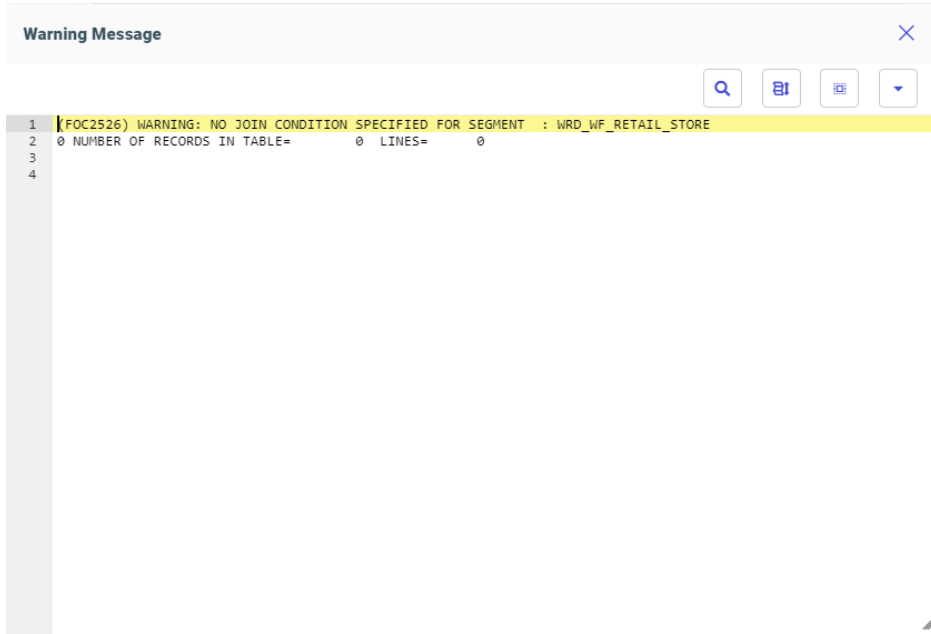 Warning Message
1 (FOC2526) WARNING: NO JOIN CONDITION SPECIFIED FOR SEGMENT  : WRD_WF_RETAIL_STORE
2 0 NUMBER OF RECORDS IN TABLE=        0  LINES=      0
3
4